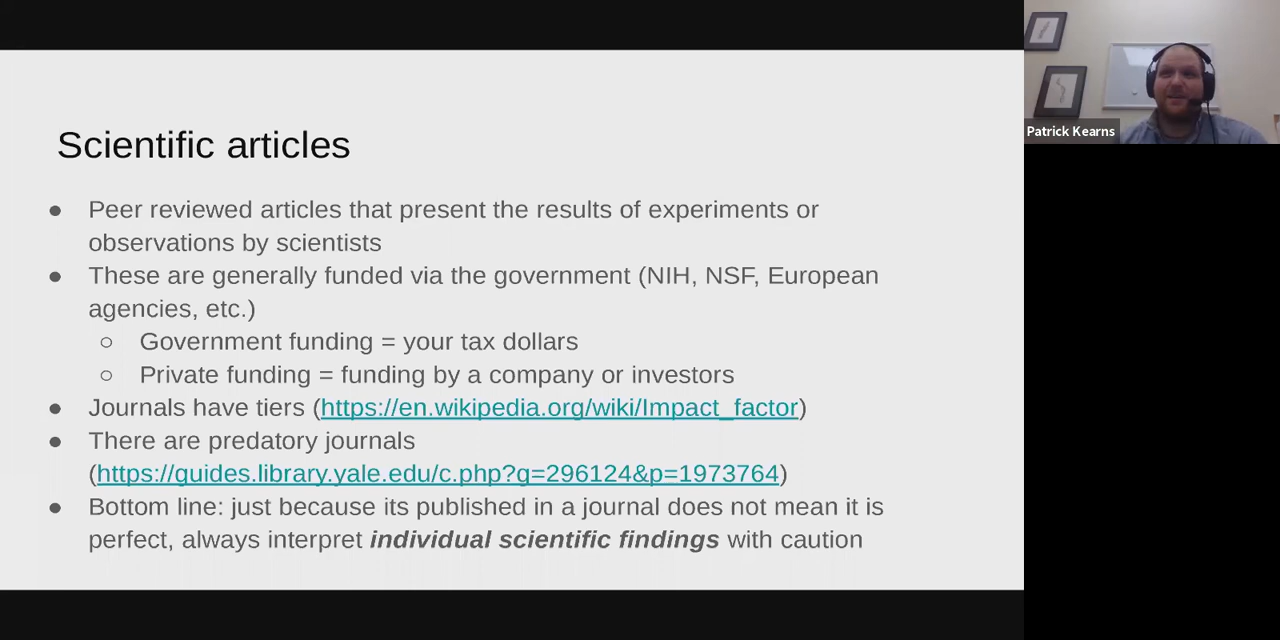 Scientific articles
● Peer reviewed articles that present the results of experiments or
observations by scientists
● These are generally funded via the government (NIH, NSF, European
agencies, etc.)
○ Government funding = your tax dollars
○ Private funding = funding by a company or investors
● Journals have tiers (https://en.wikipedia.org/wiki/Impact_factor)
● There are predatory journals
(https://guides.library.yale.edu/c.php?g=296124&p=1973764)
● Bottom line: just because its published in a journal does not mean it is
perfect, always interpret individual scientific findings with caution
Patrick Kearns